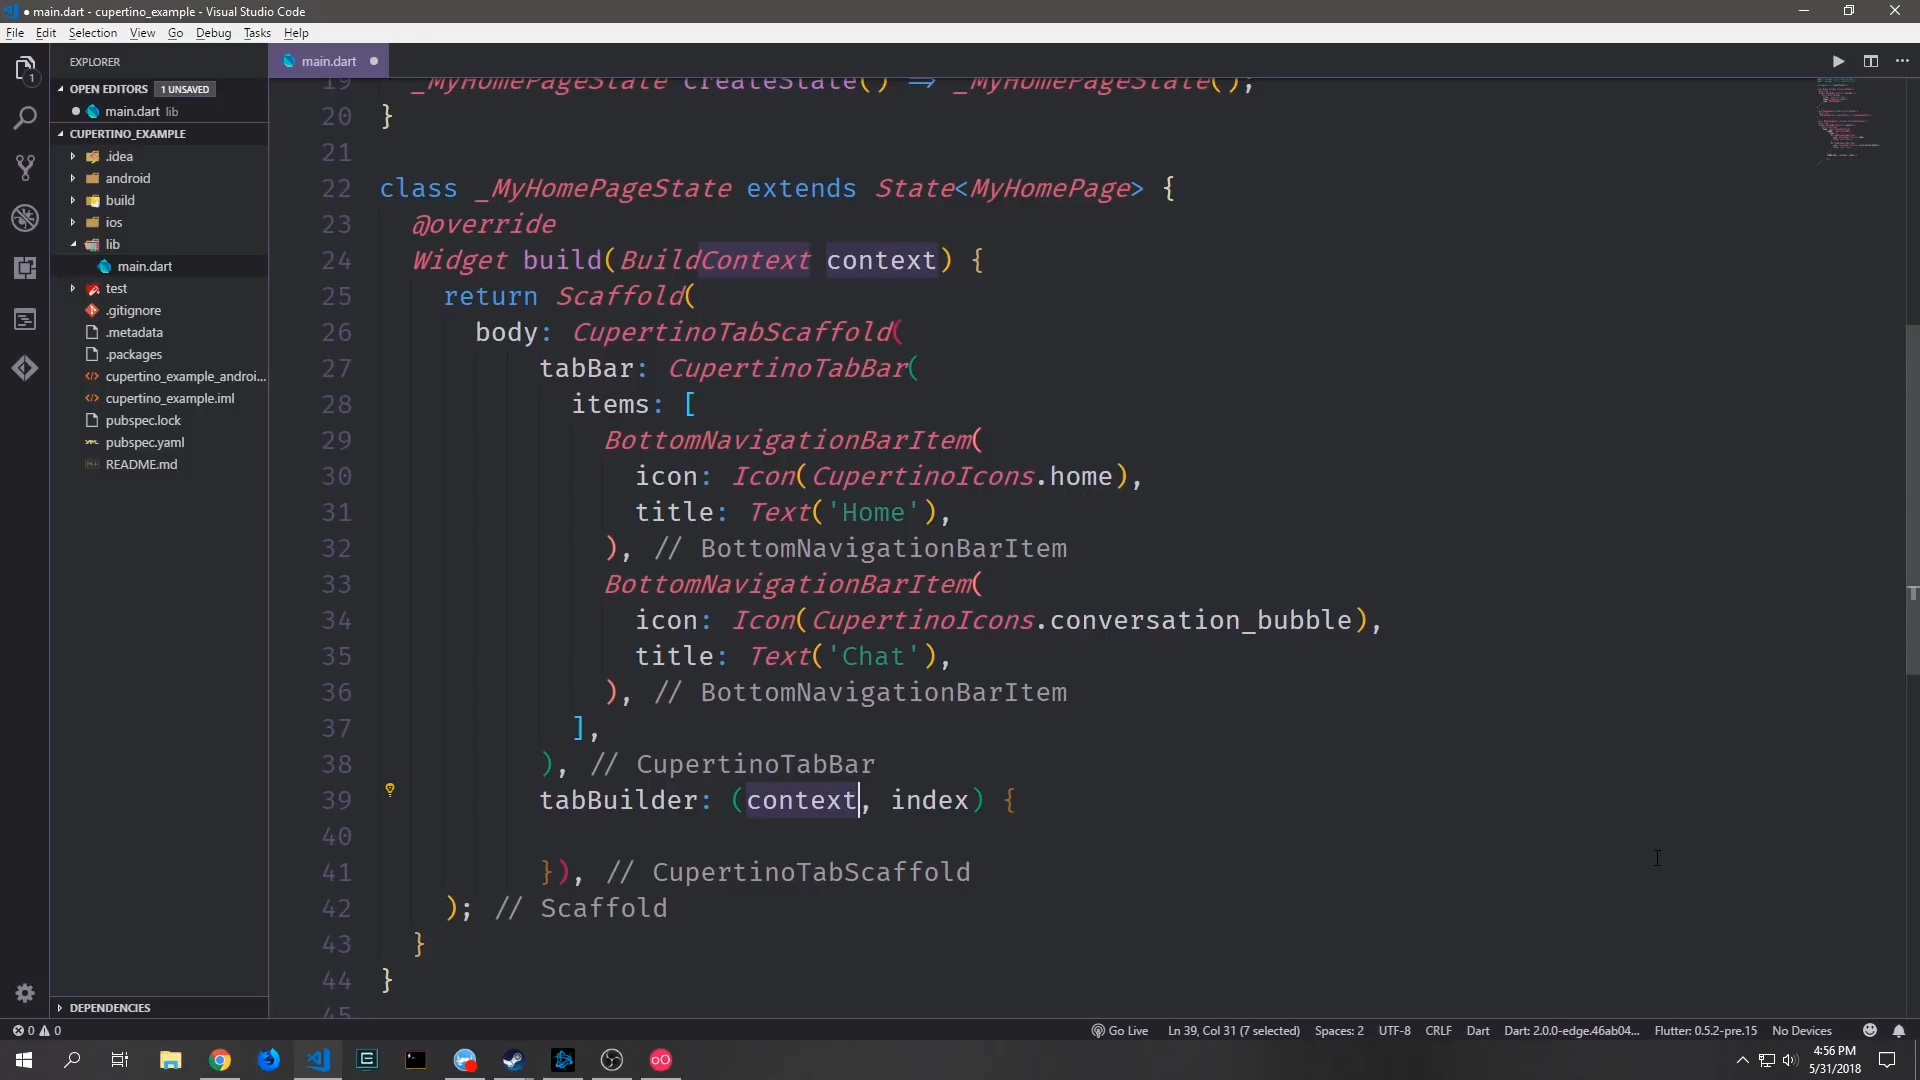 main.dart - cupertino_example - Visual Studio Code
File Edit Selection View Go Debug Tasks Help
EXPLORER
OPEN EDITORS 1 UNSAVED
main.dart lib
CUPERTINO_EXAMPLE
.idea
android
build
ios
lib
main.dart
test
.gitignore
.metadata
.packages
cupertino_example_androi...
cupertino_example.iml
pubspec.lock
pubspec.yaml
README.md
DEPENDENCIES
1
main.dart
19 _MyHomePageState createState() => _MyHomePageState();
20 }
21
22 class _MyHomePageState extends State<MyHomePage> {
23 @override
24 Widget build(BuildContext context) {
25 return Scaffold(
26 body: CupertinoTabScaffold(
27 tabBar: CupertinoTabBar(
28 items: [
29 BottomNavigationBarItem(
30 icon: Icon(CupertinoIcons.home),
31 title: Text('Home'),
32 ), // BottomNavigationBarItem
33 BottomNavigationBarItem(
34 icon: Icon(CupertinoIcons.conversation_bubble),
35 title: Text('Chat'),
36 ), // BottomNavigationBarItem
37 ],
38 ), // CupertinoTabBar
39 tabBuilder: (context, index) {
40
41 }), // CupertinoTabScaffold
42 ); // Scaffold
43 }
44 }
45
0 0 Go Live Ln 39, Col 31 (7 selected) Spaces: 2 UTF-8 CRLF Dart Dart: 2.0.0-edge.46ab04... Flutter: 0.5.2-pre.15 No Devices
4:56 PM
5/31/2018